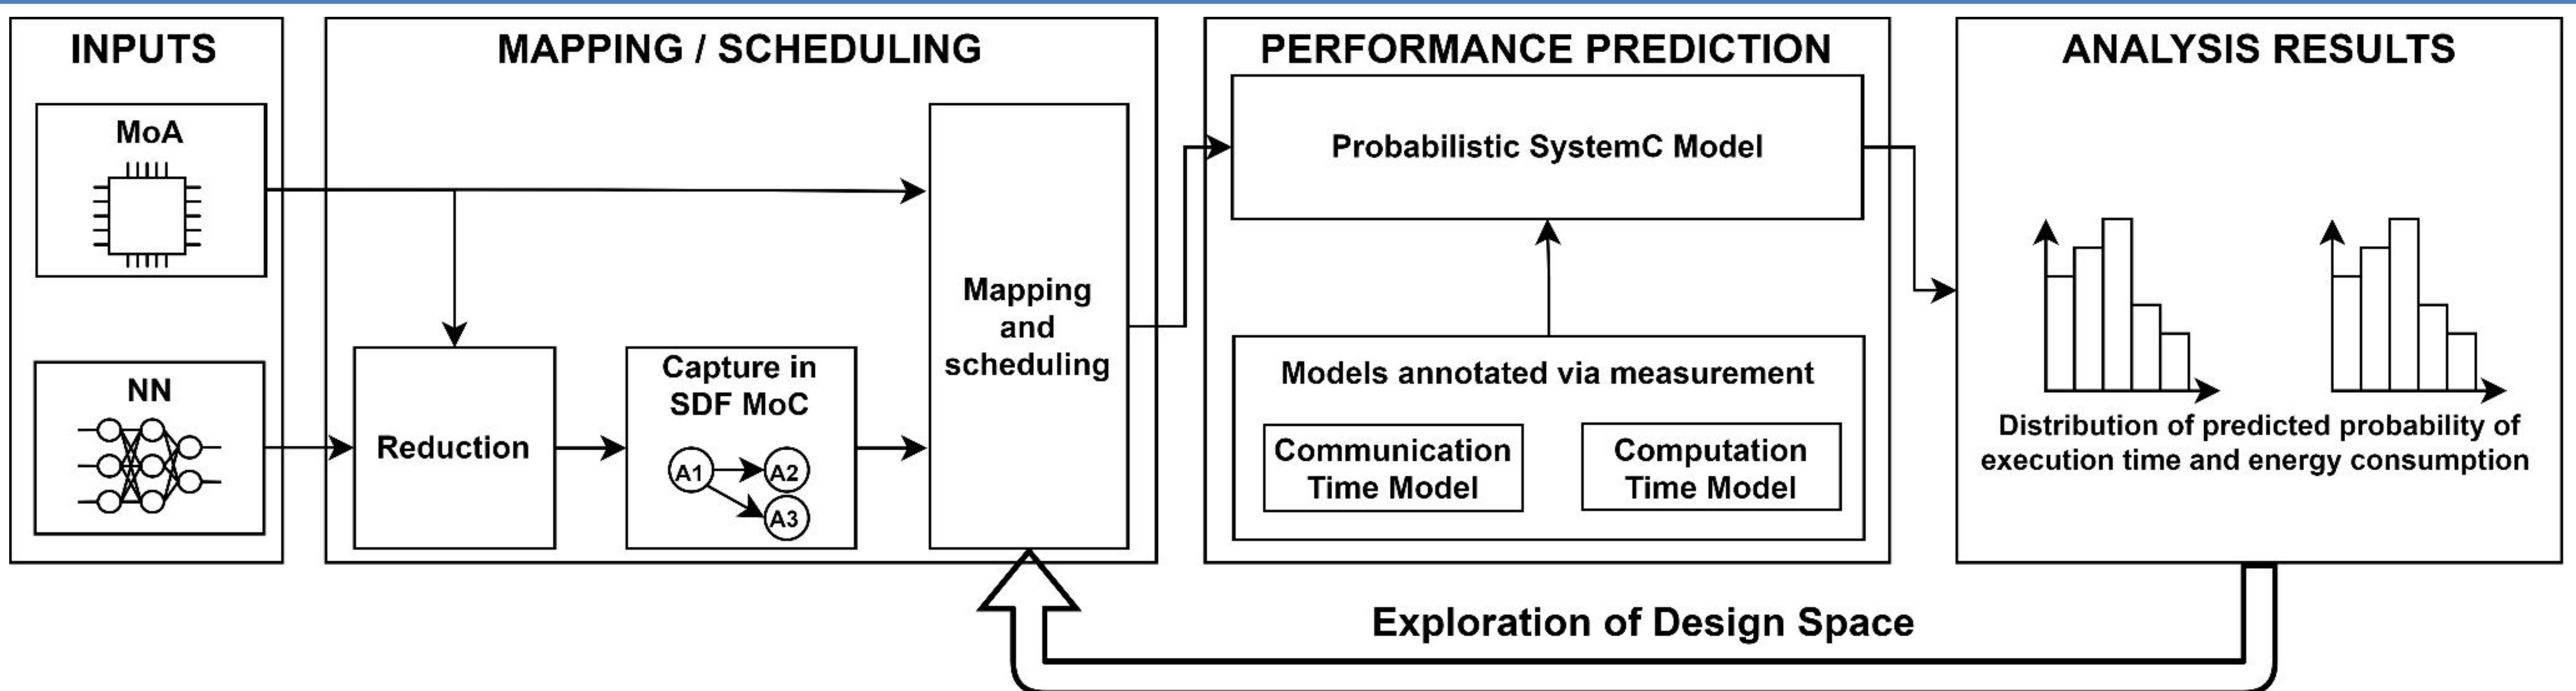 INPUTS
MoA
NN
MAPPING / SCHEDULING
Reduction
Capture in
SDF MoC
A1
A2
A3
Mapping
and
scheduling
PERFORMANCE PREDICTION
Probabilistic SystemC Model
Models annotated via measurement
Communication
Time Model
Computation
Time Model
ANALYSIS RESULTS
Distribution of predicted probability of
execution time and energy consumption
Exploration of Design Space